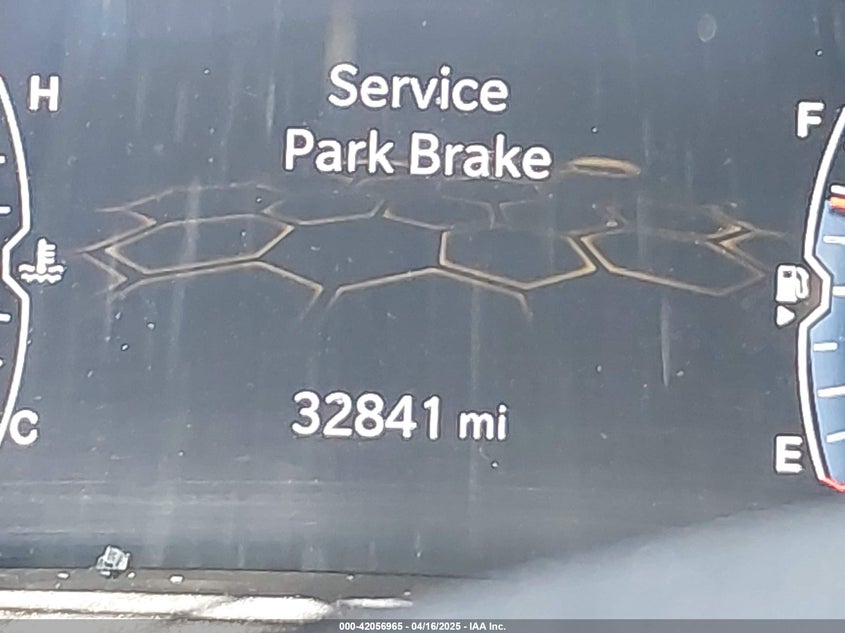 H
Service
F
Park Brake
32841 mi
C
E
000-42056965 - 04/16/2025 - IAA Inc.